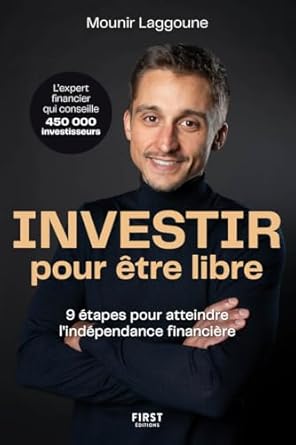 Mounir Laggoune
L'expert
financier
qui conseille
450 000
investisseurs
INVESTIR
pour être libre
9 étapes pour atteindre
l'indépendance financière
FIRST
ÉDITIONS